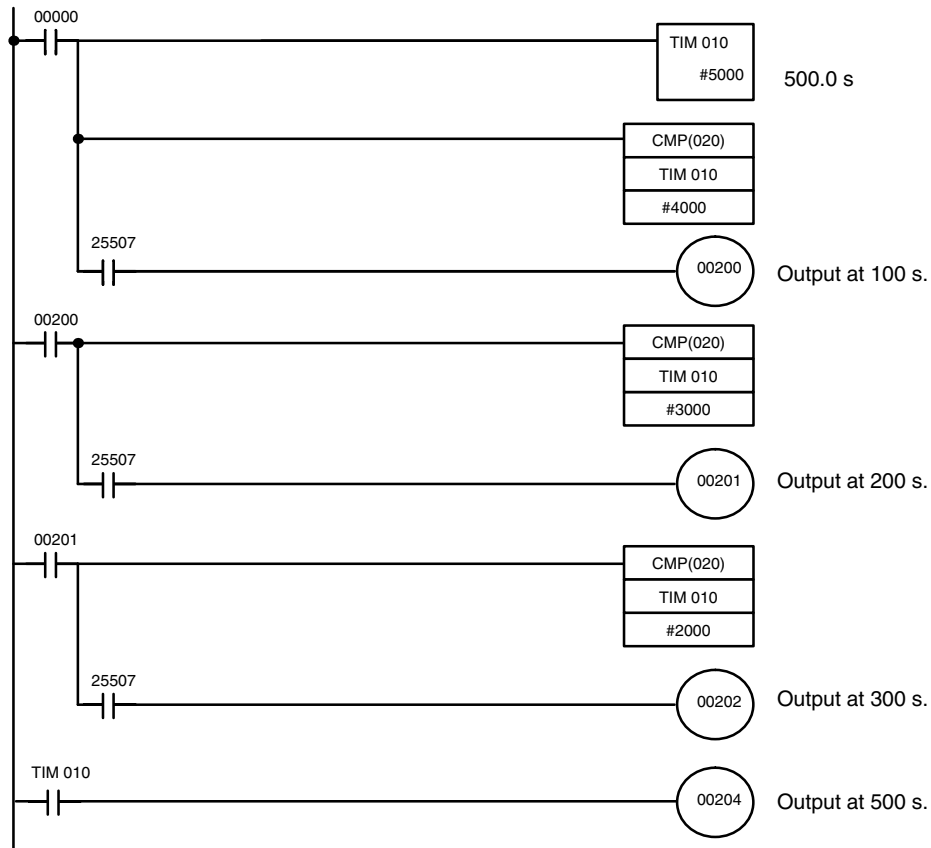 00000
TIM 010
#5000
500.0 s
CMP(020)
TIM 010
#4000
25507
00200
Output at 100 s.
00200
CMP(020)
TIM 010
#3000
25507
00201
Output at 200 s.
00201
CMP(020)
TIM 010
#2000
25507
00202
Output at 300 s.
TIM 010
00204
Output at 500 s.